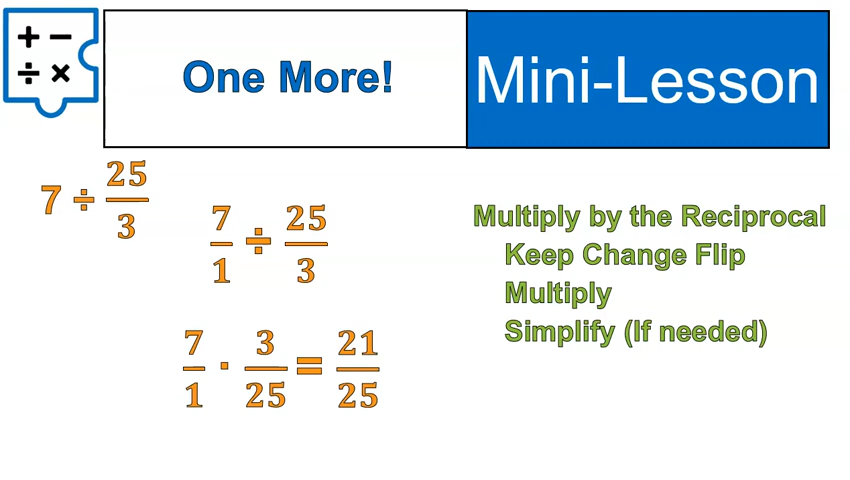 + −
÷ ×
One More!
Mini-Lesson
7 ÷ 25/3
7/1 ÷ 25/3
7/1 · 3/25 = 21/25
Multiply by the Reciprocal
Keep Change Flip
Multiply
Simplify (If needed)